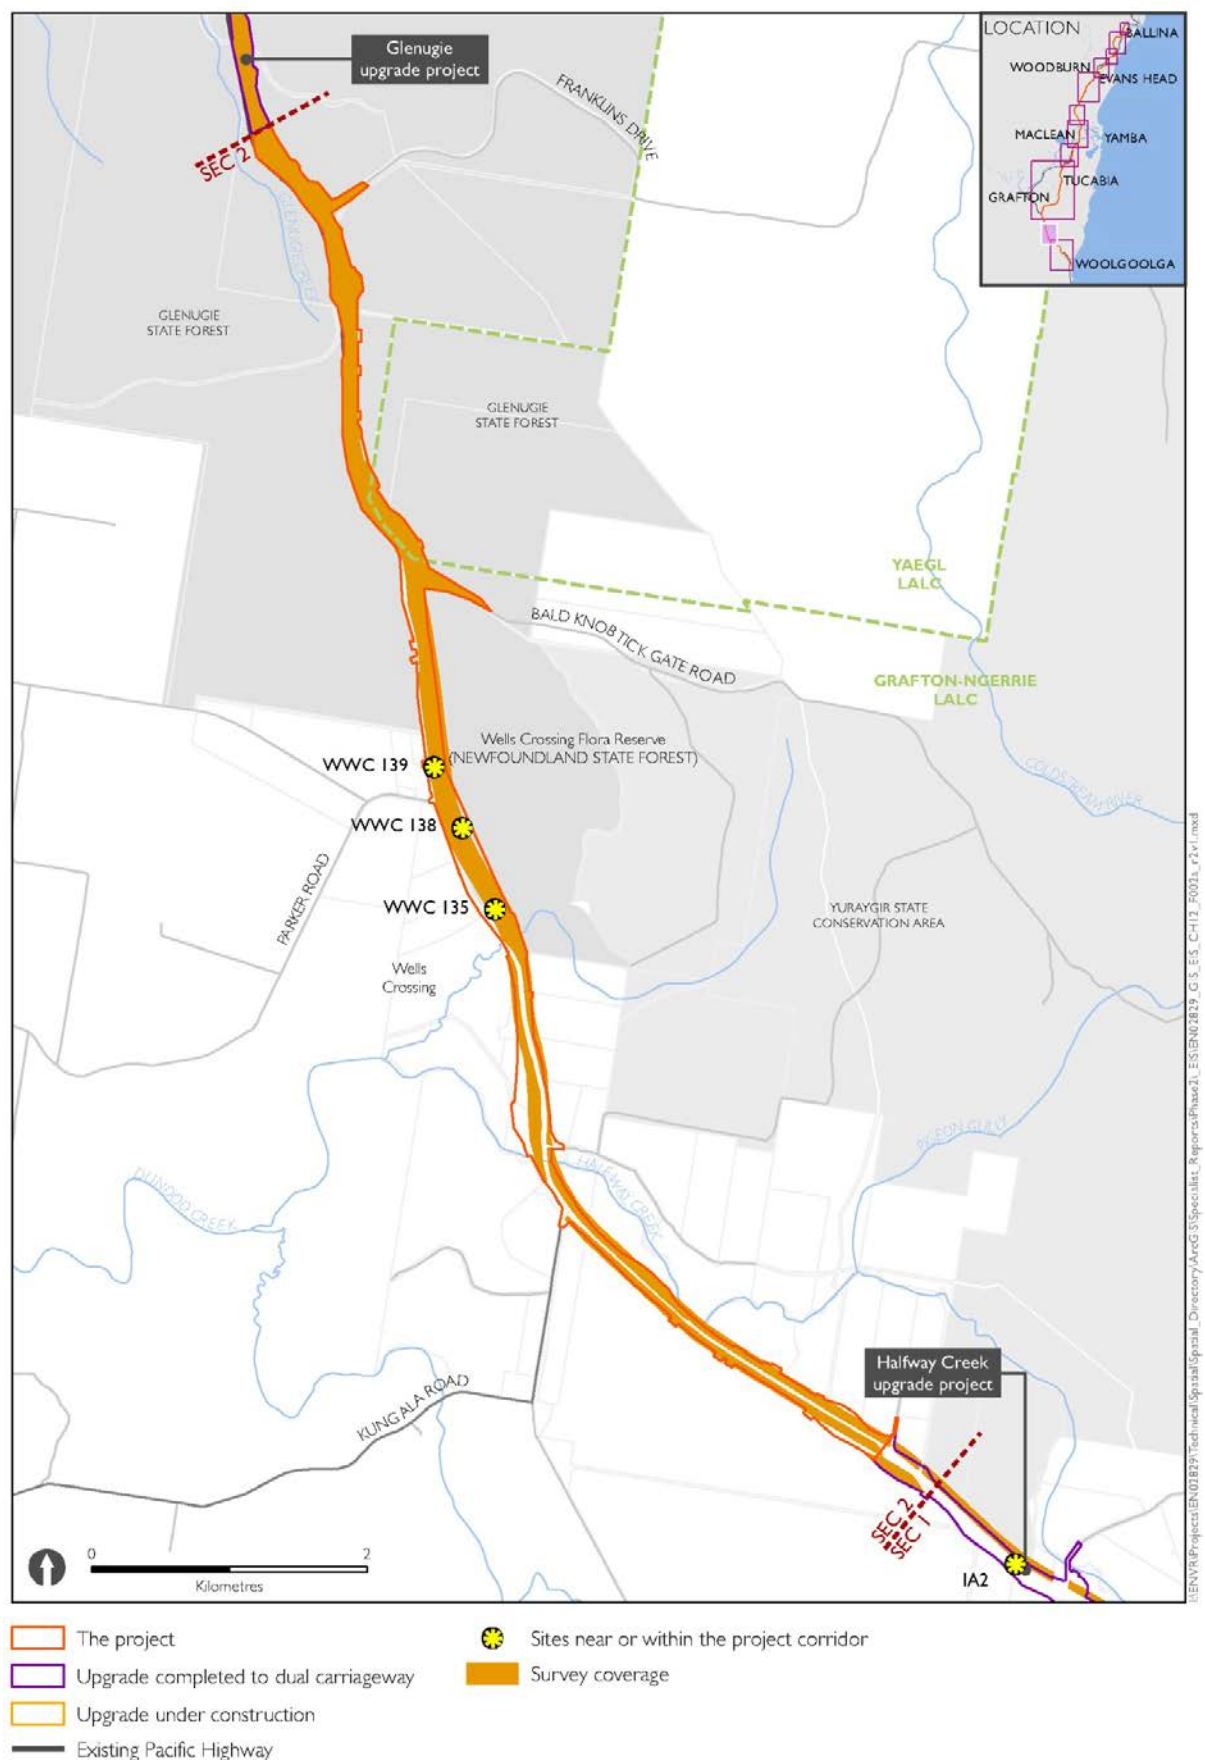 Glenugie
upgrade project
FRANKLINS DRIVE
SEC 2
GLENUGIE CREEK
LOCATION
BALLINA
WOODBURN
EVANS HEAD
MACLEAN
YAMBA
TUCABIA
GRAFTON
WOOLGOOLGA
GLENUGIE
STATE FOREST
GLENUGIE
STATE FOREST
YAEGL
LALC
BALD KNOB TICK GATE ROAD
GRAFTON-NGERRIE
LALC
Wells Crossing Flora Reserve
(NEWFOUNDLAND STATE FOREST)
WWC 139
COLDSTREAM RIVER
WWC 138
PARKER ROAD
WWC 135
YURAYGIR STATE
CONSERVATION AREA
Wells
Crossing
PIGEON GULLY
HALFWAY CREEK
DUNDOO CREEK
Halfway Creek
upgrade project
KUNGALA ROAD
SEC 2
SEC 1
IA2
0 2
Kilometres
The project
Upgrade completed to dual carriageway
Upgrade under construction
Existing Pacific Highway
Sites near or within the project corridor
Survey coverage